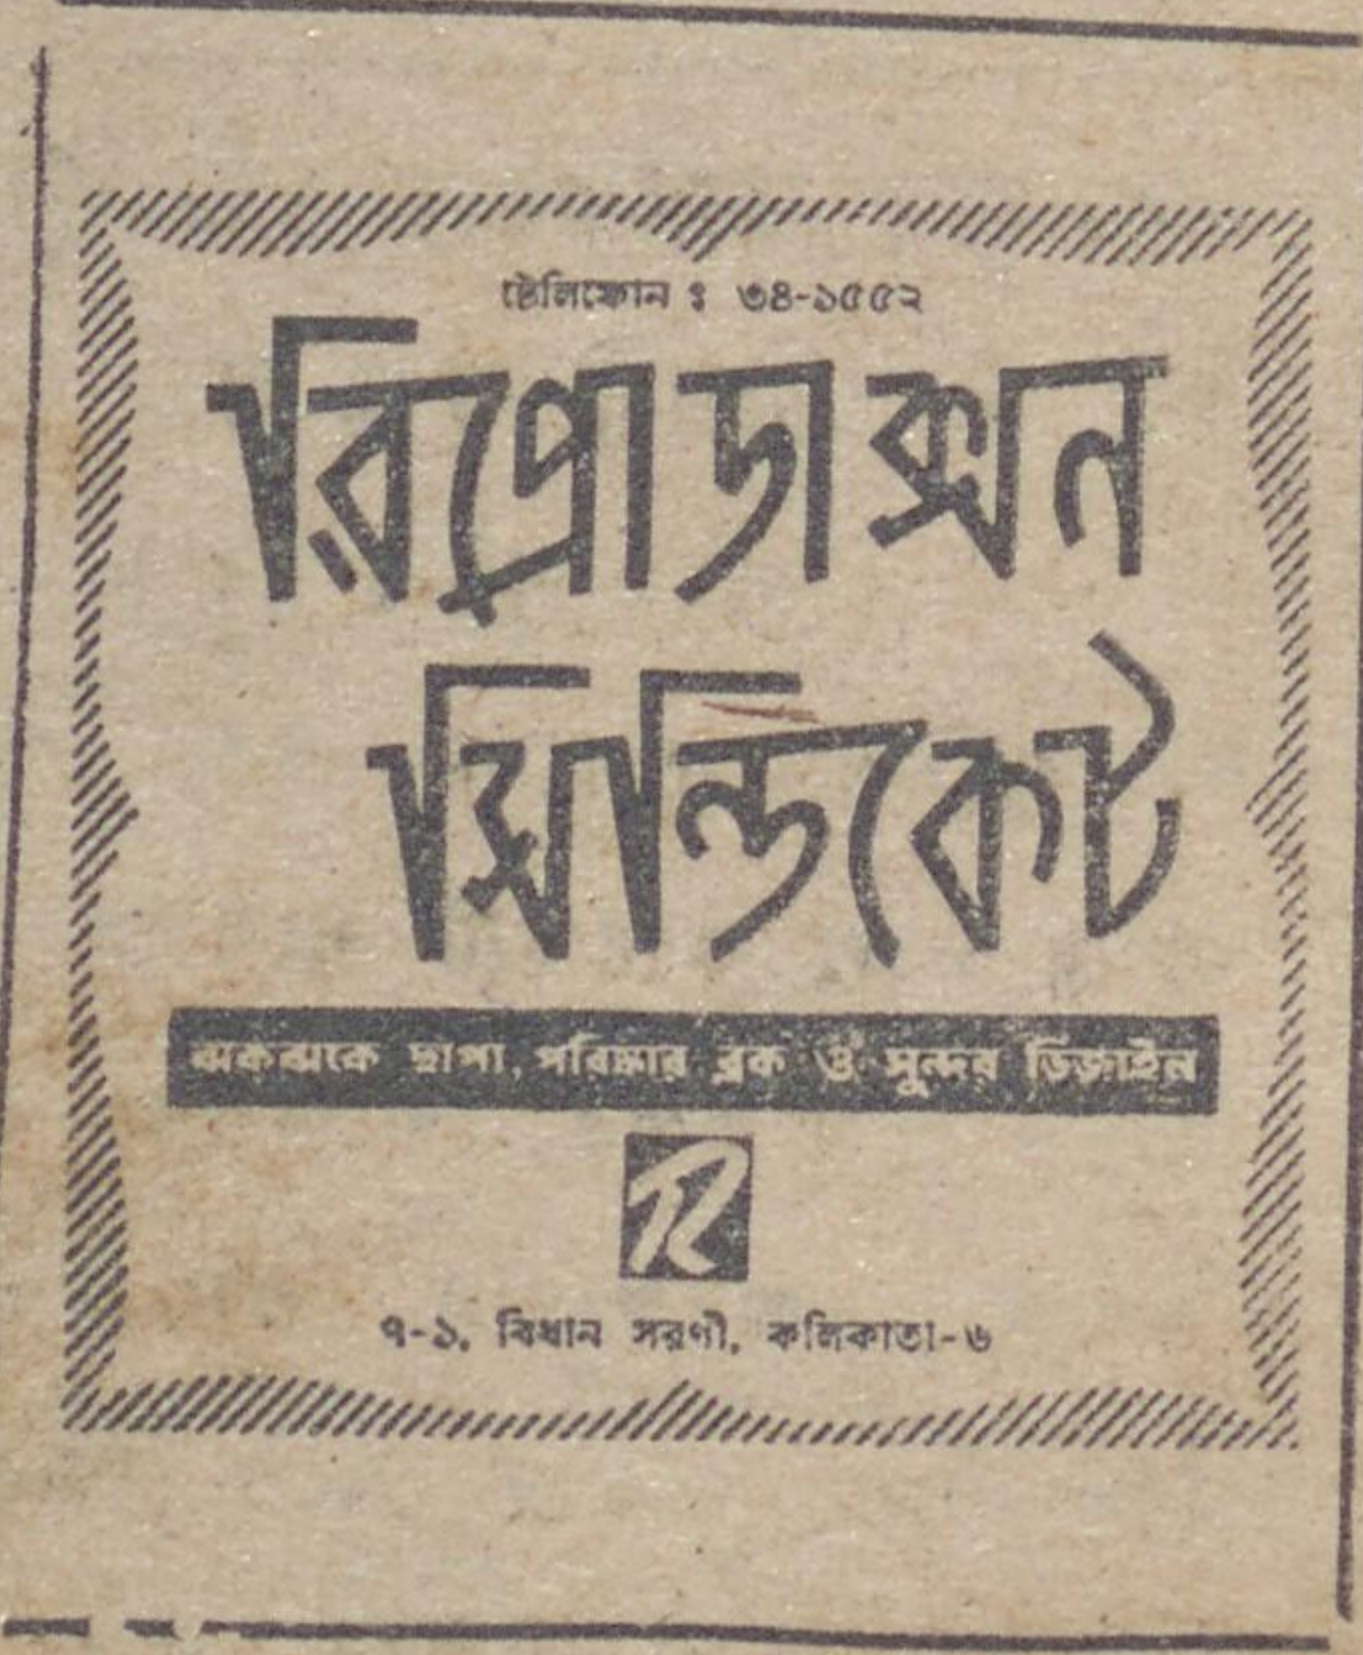 টেলিফোন ঃ ৩৪-১৫৫২
রিপ্রোডাক্সন
সিন্ডিকেট
ঝকঝকে ছাপা, পরিষ্কার ব্লক ও সুন্দর ডিজাইন
R
৭-১, বিধান সরণী, কলিকাতা-৬